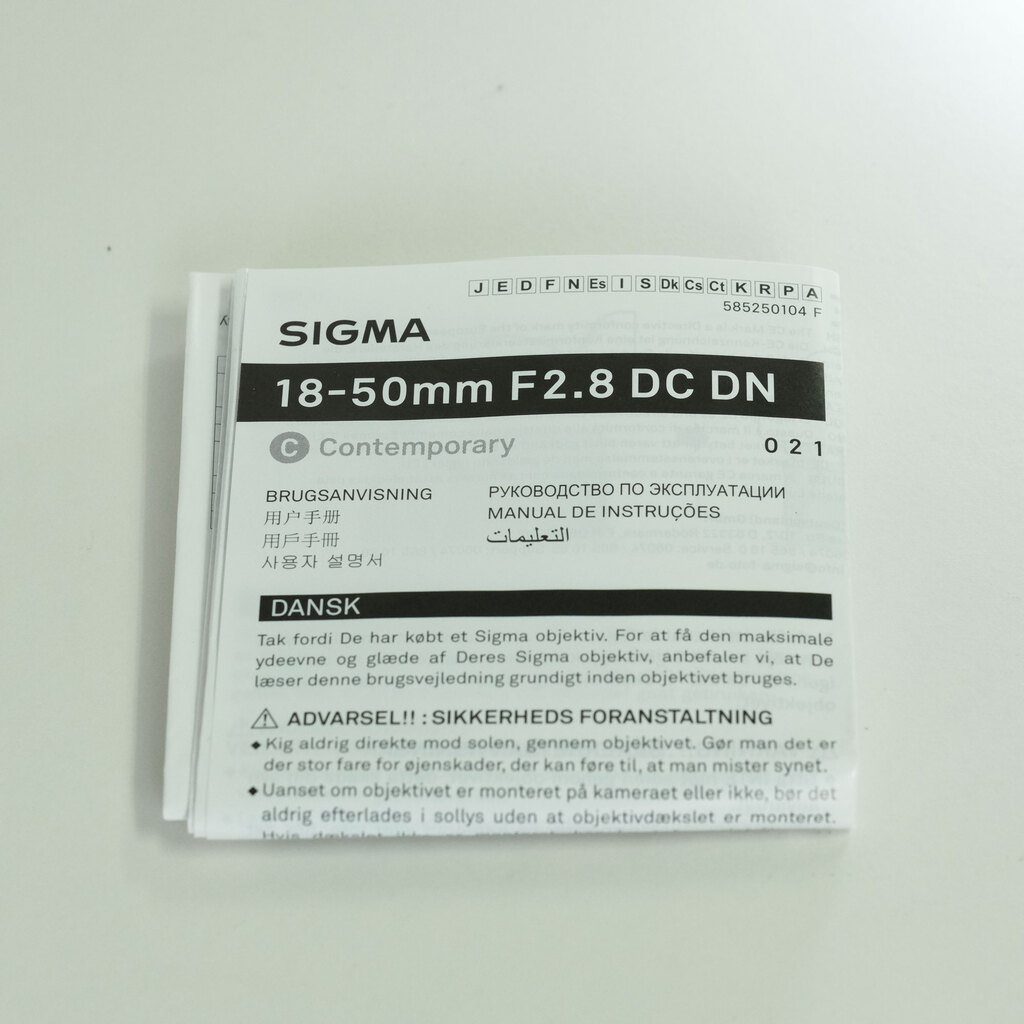 J E D F N Es I S Dk Cs Ct K R P A
585250104 F
SIGMA
18-50mm F2.8 DC DN
C Contemporary
021
BRUGSANVISNING
用户手册
用戶手冊
사용자 설명서
РУКОВОДСТВО ПО ЭКСПЛУАТАЦИИ
MANUAL DE INSTRUÇÕES
التعليمات
DANSK
Tak fordi De har købt et Sigma objektiv. For at få den maksimale
ydeevne og glæde af Deres Sigma objektiv, anbefaler vi, at De
læser denne brugsvejledning grundigt inden objektivet bruges.
⚠ ADVARSEL!! : SIKKERHEDS FORANSTALTNING
◆ Kig aldrig direkte mod solen, gennem objektivet. Gør man det er
der stor fare for øjenskader, der kan føre til, at man mister synet.
◆ Uanset om objektivet er monteret på kameraet eller ikke, bør det
aldrig efterlades i sollys uden at objektivdækslet er monteret.